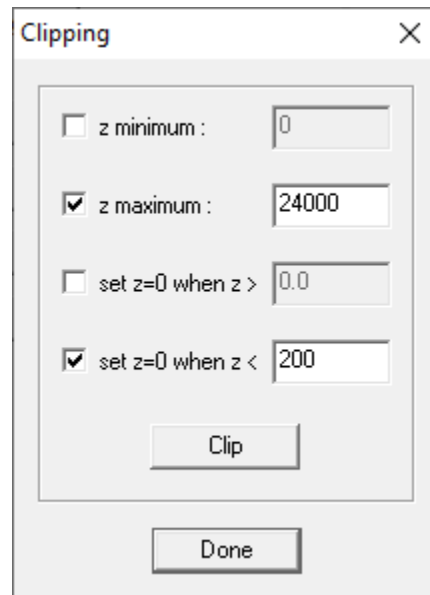 Clipping
z minimum : 0
z maximum : 24000
set z=0 when z > 0.0
set z=0 when z < 200
Clip
Done